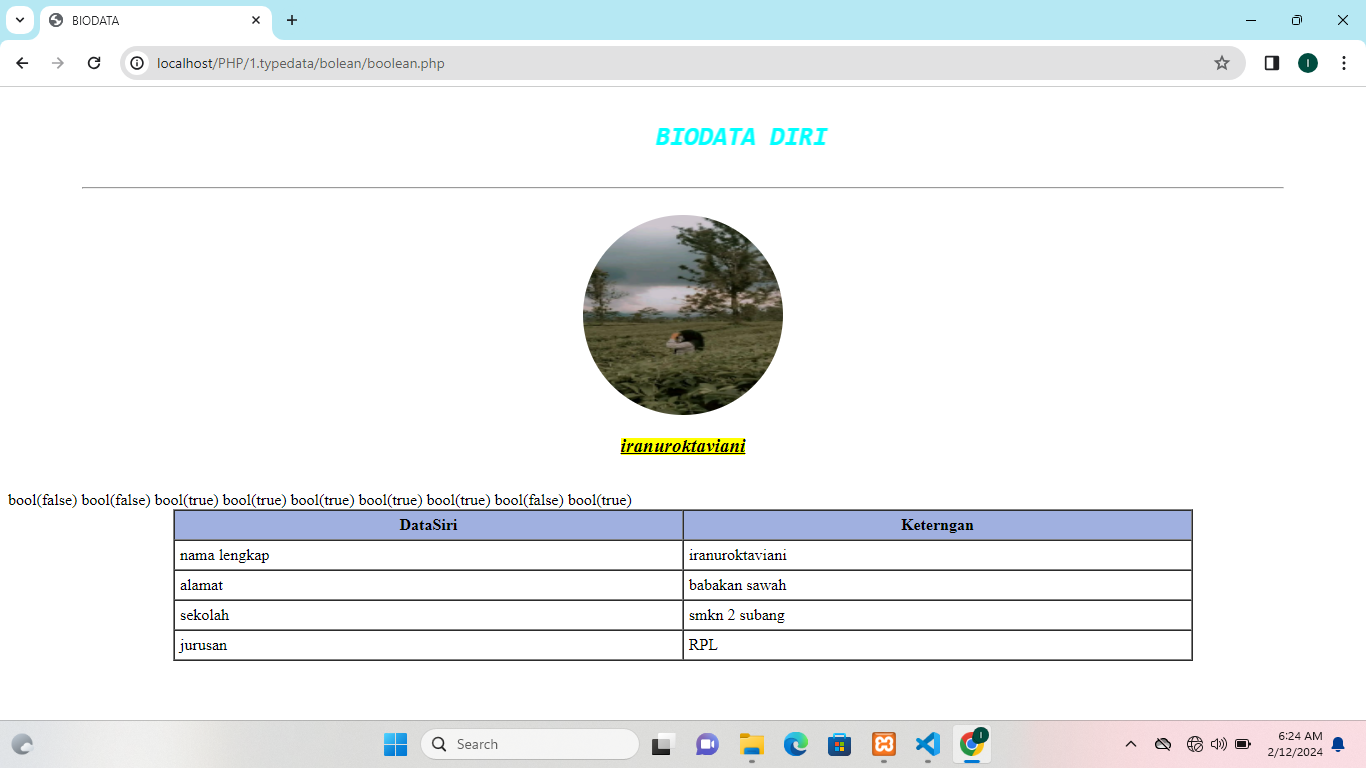 BIODATA
localhost/PHP/1.typedata/bolean/boolean.php
I
BIODATA DIRI
iranuroktaviani
bool(false) bool(false) bool(true) bool(true) bool(true) bool(true) bool(true) bool(false) bool(true)
DataSiri Keterngan
nama lengkap iranuroktaviani
alamat babakan sawah
sekolah smkn 2 subang
jurusan RPL
Search
I
6:24 AM
2/12/2024